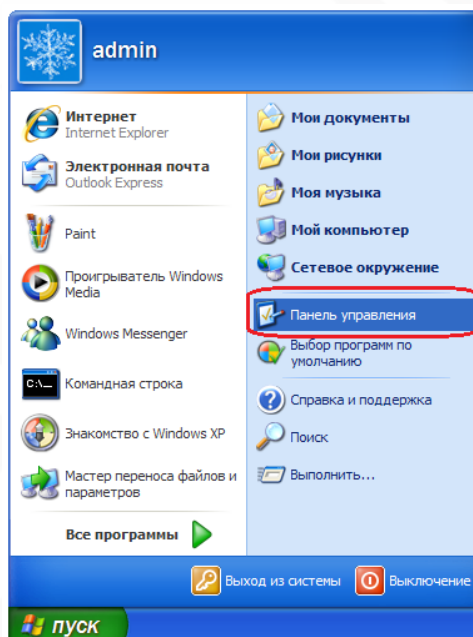 admin
Интернет
Internet Explorer
Электронная почта
Outlook Express
Paint
Проигрыватель Windows
Media
Windows Messenger
C:\_
Командная строка
Знакомство с Windows XP
Мастер переноса файлов и
параметров
Все программы
Мои документы
Мои рисунки
Моя музыка
Мой компьютер
Сетевое окружение
Панель управления
Выбор программ по
умолчанию
Справка и поддержка
Поиск
Выполнить...
Выход из системы
Выключение
пуск